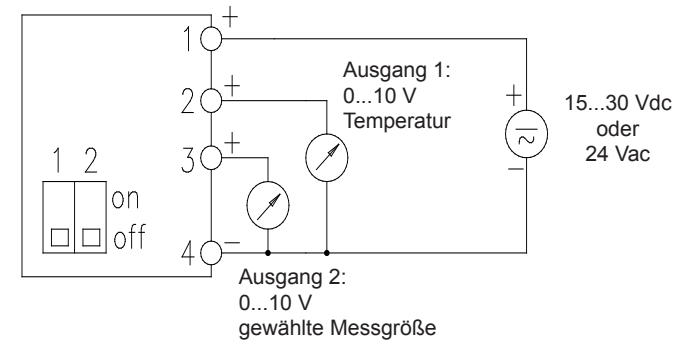 1 +
2 +
3 +
4 −
1 2
on
off
Ausgang 1:
0...10 V
Temperatur
Ausgang 2:
0...10 V
gewählte Messgröße
+
−
15...30 Vdc
oder
24 Vac